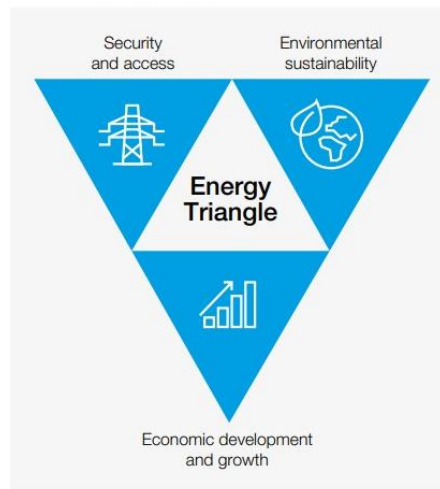 Security
and access
Environmental
sustainability
Energy
Triangle
Economic development
and growth